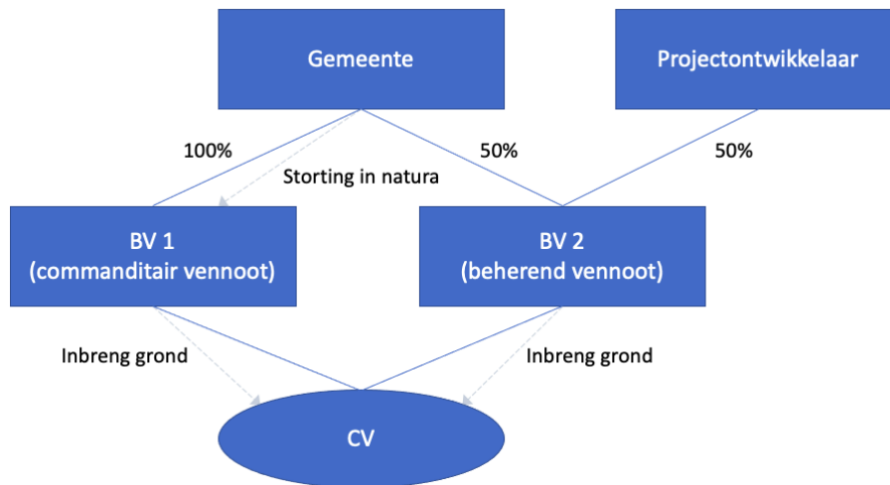 Gemeente
Projectontwikkelaar
100%
50%
50%
Storting in natura
BV 1
(commanditair vennoot)
BV 2
(beherend vennoot)
Inbreng grond
Inbreng grond
CV